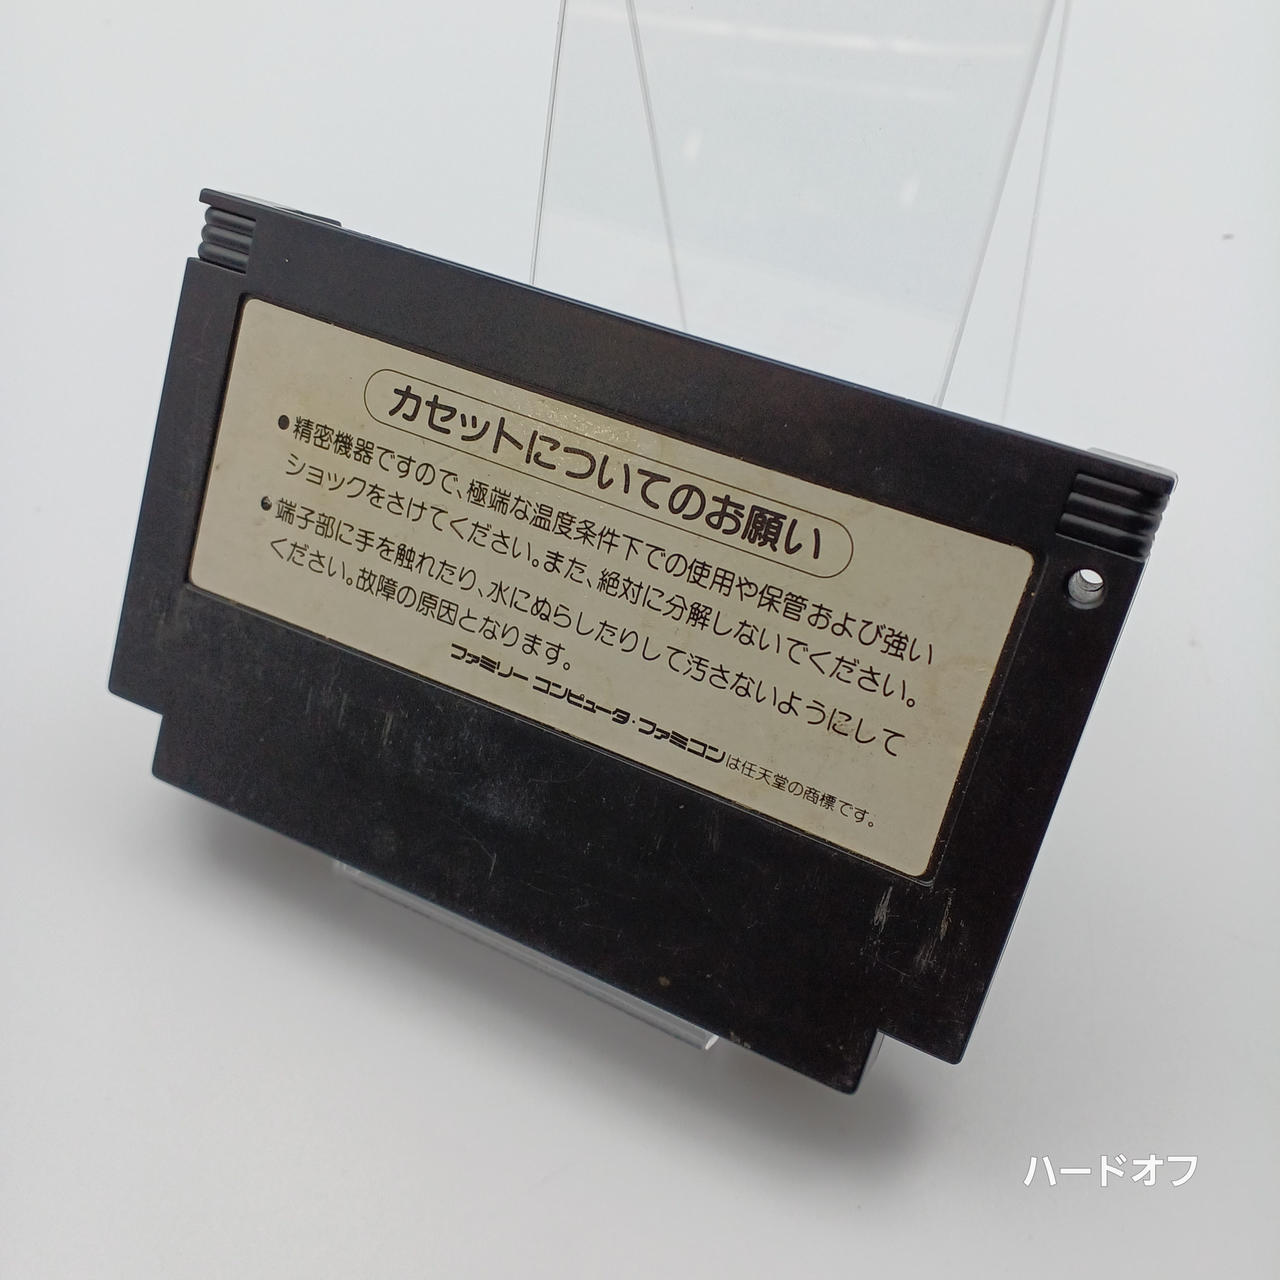 カセットについてのお願い
●精密機器ですので、極端な温度条件下での使用や保管および強い
ショックをさけてください。また、絶対に分解しないでください。
●端子部に手を触れたり、水にぬらしたりして汚さないようにして
ください。故障の原因となります。
ファミリー コンピュータ・ファミコンは任天堂の商標です。
ハードオフ